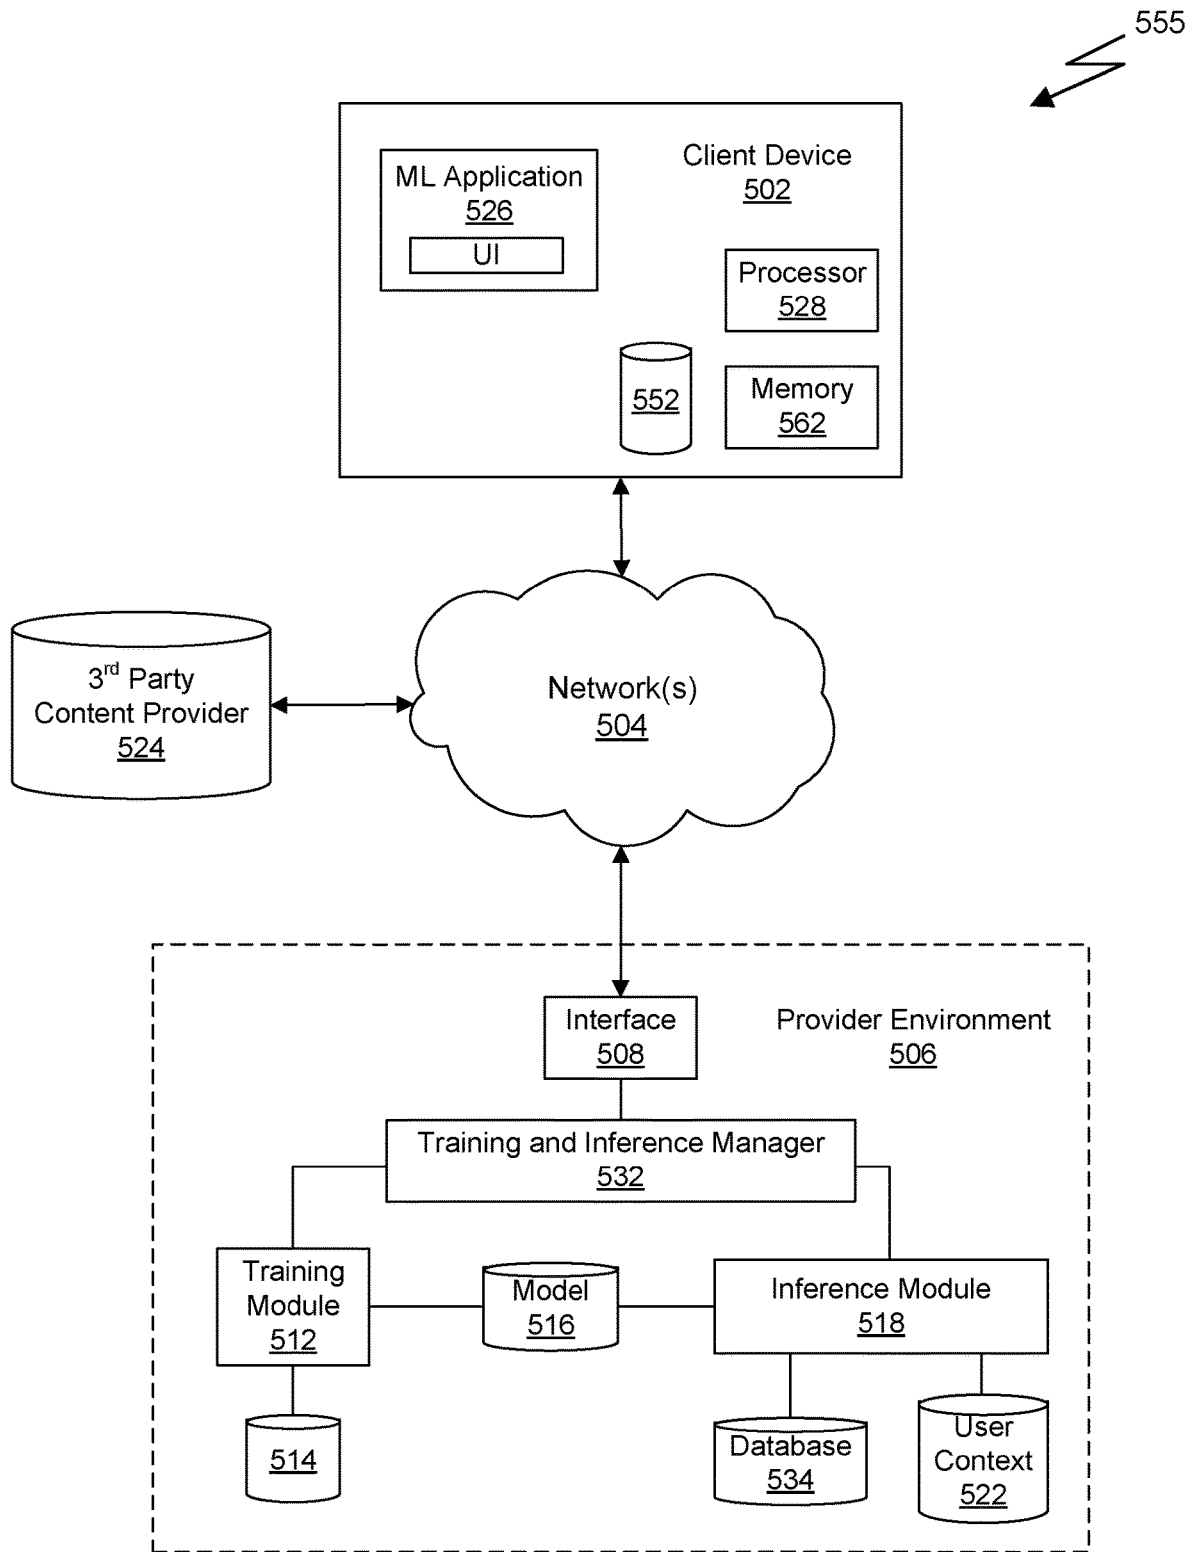 555
Client Device
502
ML Application
526
UI
Processor
528
552
Memory
562
3rd Party
Content Provider
524
Network(s)
504
Interface
508
Provider Environment
506
Training and Inference Manager
532
Training
Module
512
Model
516
Inference Module
518
514
Database
534
User
Context
522